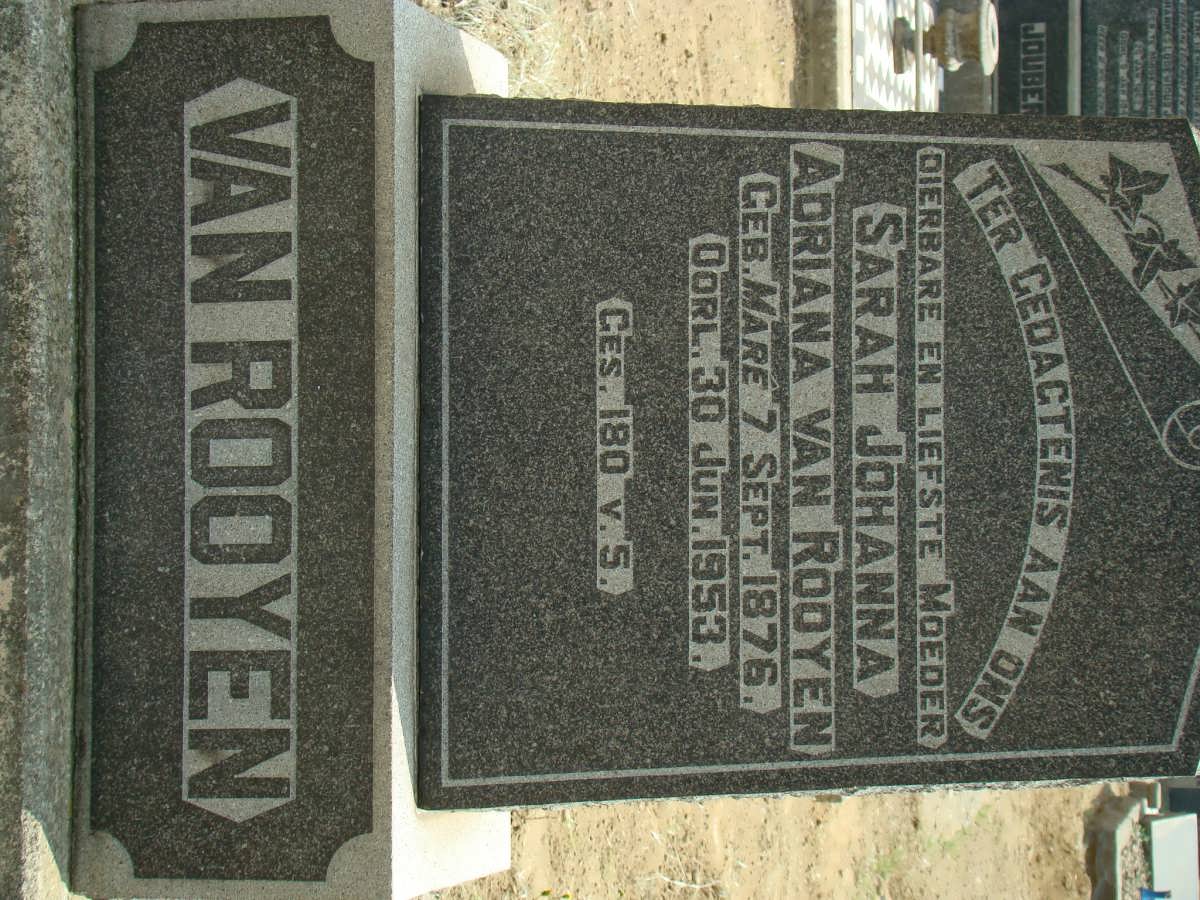 TER GEDACTENIS AAN ONS
DIERBARE EN LIEFSTE MOEDER
SARAH JOHANNA
ADRIANA VAN ROOYEN
GEB. MARÉ 7 SEPT. 1876.
OORL. 30 JUN. 1953.
GES. 180 V. 5.
VAN ROOYEN